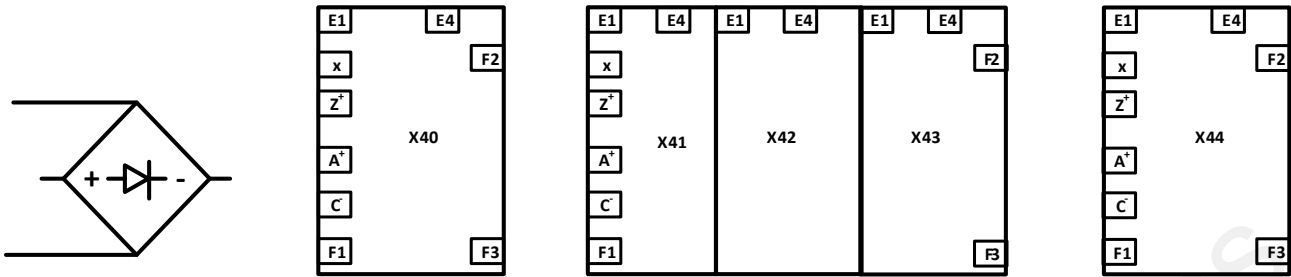 + -
E1 E4
F2
x
Z+
X40
A+
C-
F1 F3
E1 E4 E1 E4 E1 E4
F2
x
Z+
X41 X42 X43
A+
C-
F1 F3
E1 E4
F2
x
Z+
X44
A+
C-
F1 F3